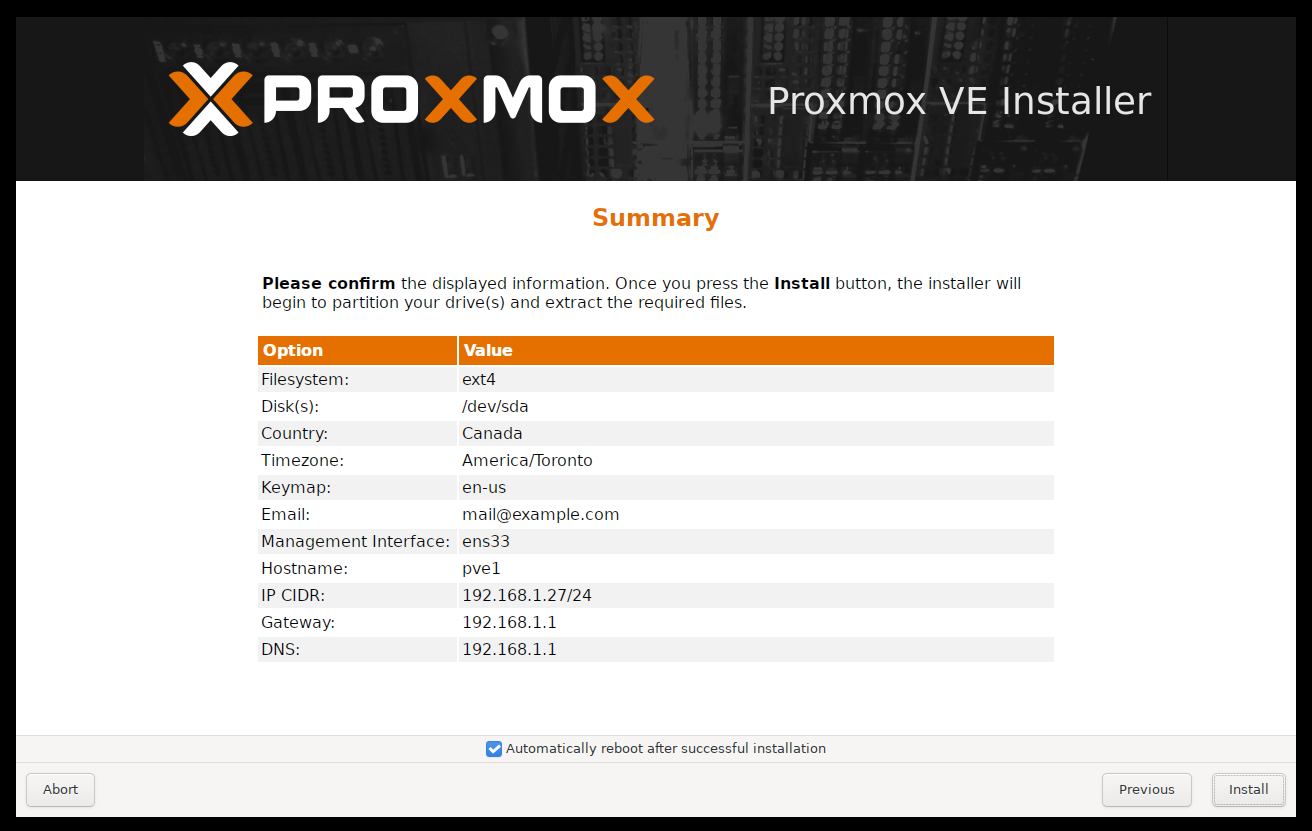 PROXMOX
Proxmox VE Installer
Summary
Please confirm the displayed information. Once you press the Install button, the installer will
begin to partition your drive(s) and extract the required files.
Option Value
Filesystem: ext4
Disk(s): /dev/sda
Country: Canada
Timezone: America/Toronto
Keymap: en-us
Email: mail@example.com
Management Interface: ens33
Hostname: pve1
IP CIDR: 192.168.1.27/24
Gateway: 192.168.1.1
DNS: 192.168.1.1
Automatically reboot after successful installation
Abort Previous Install